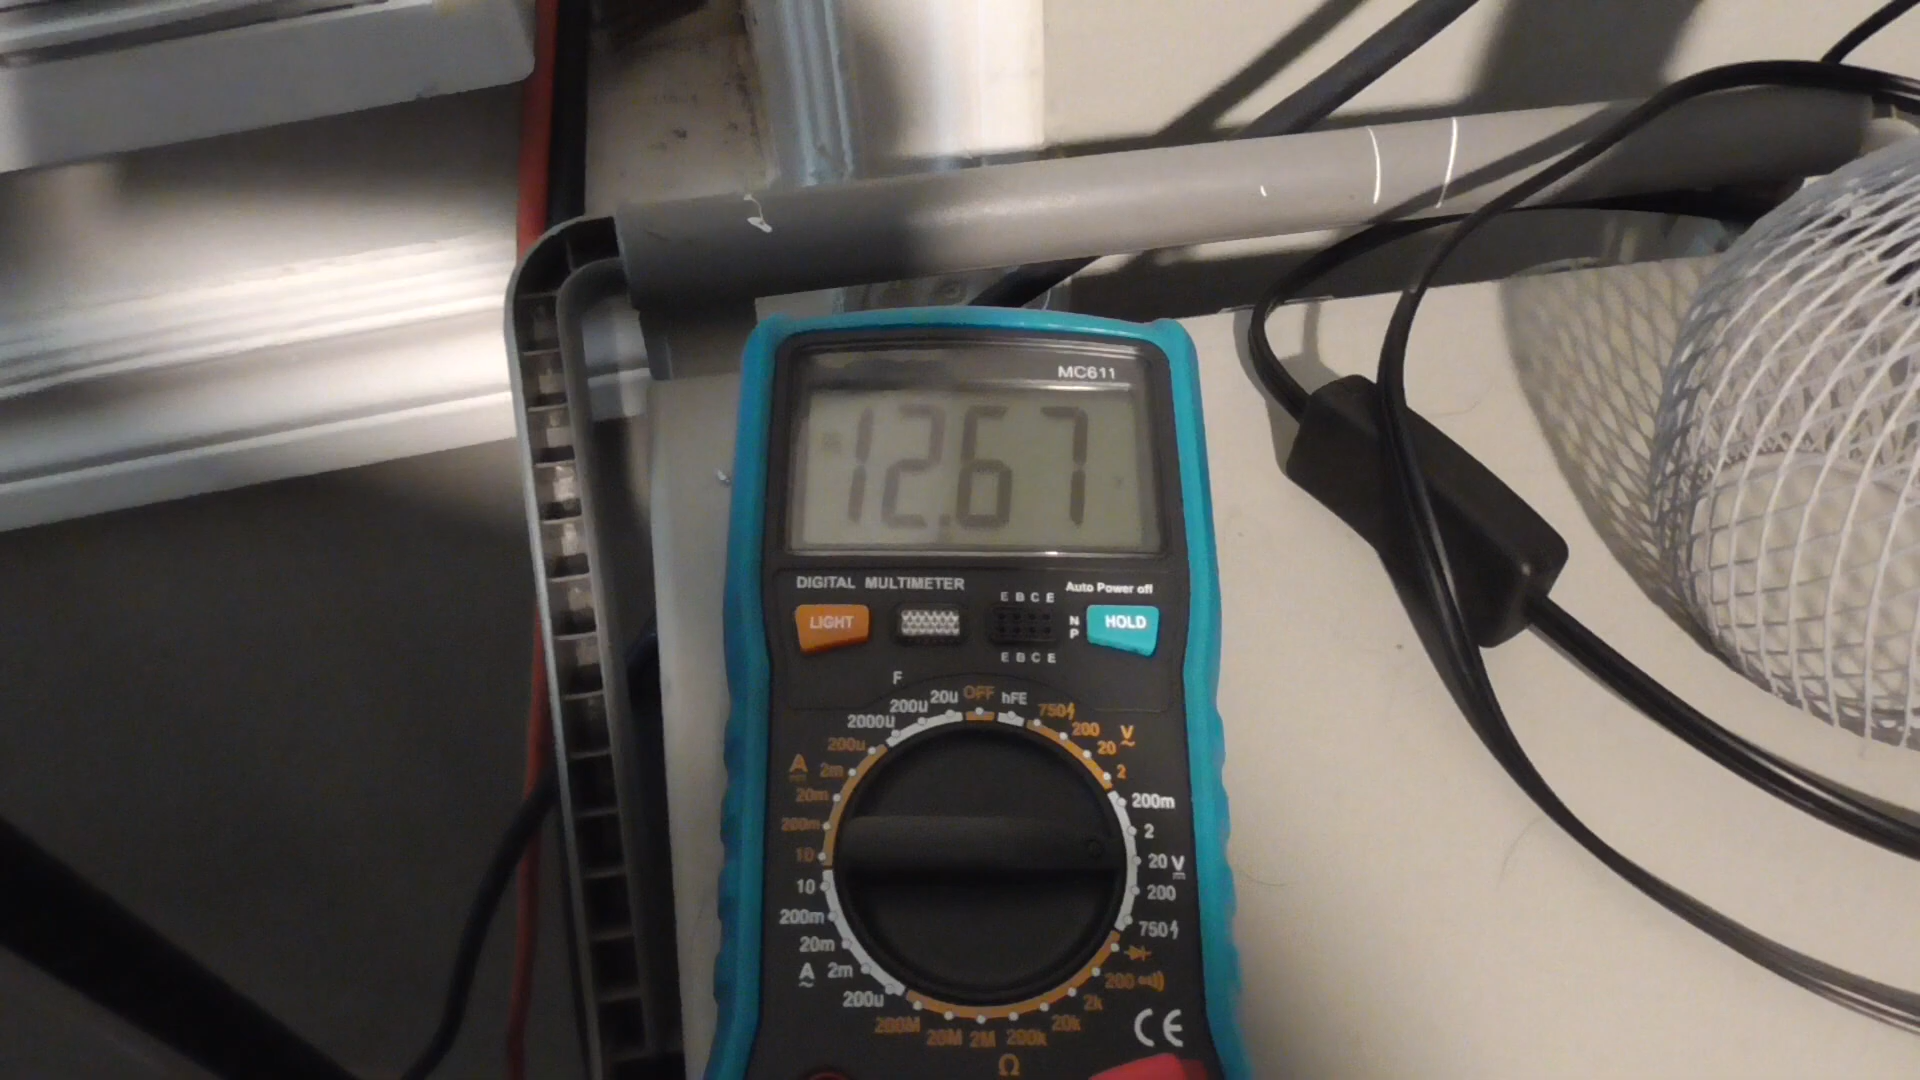 MC611
12.67
DIGITAL MULTIMETER
Auto Power off
LIGHT
E B C E
N
P
HOLD
E B C E
F
2000u
200u
20u
OFF
hFE
750
200
20
2
V
200m
2
20
V
200
750
200
2k
20k
200k
2M
20M
200M
Ω
200u
2m
A
20m
200m
10
10
200m
20m
2m
A
200u
CE